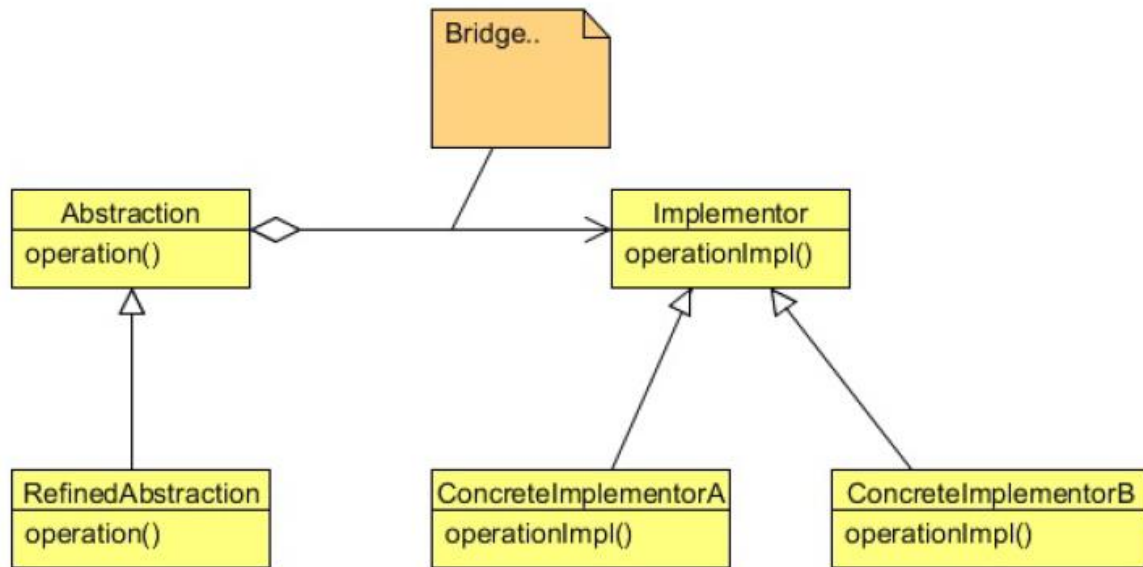 Bridge..
Abstraction
operation()
Implementor
operationImpl()
RefinedAbstraction
operation()
ConcreteImplementorA
operationImpl()
ConcreteImplementorB
operationImpl()